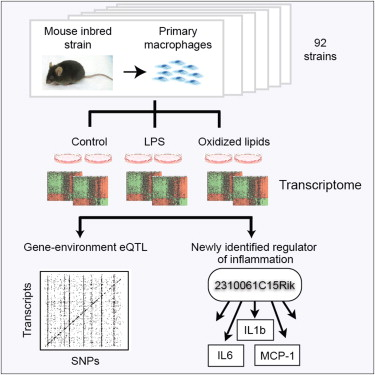 Mouse inbred
strain
Primary
macrophages
92
strains
Control
LPS
Oxidized lipids
Transcriptome
Gene-environment eQTL
Newly identified regulator
of inflammation
2310061C15Rik
Transcripts
SNPs
IL1b
IL6
MCP-1